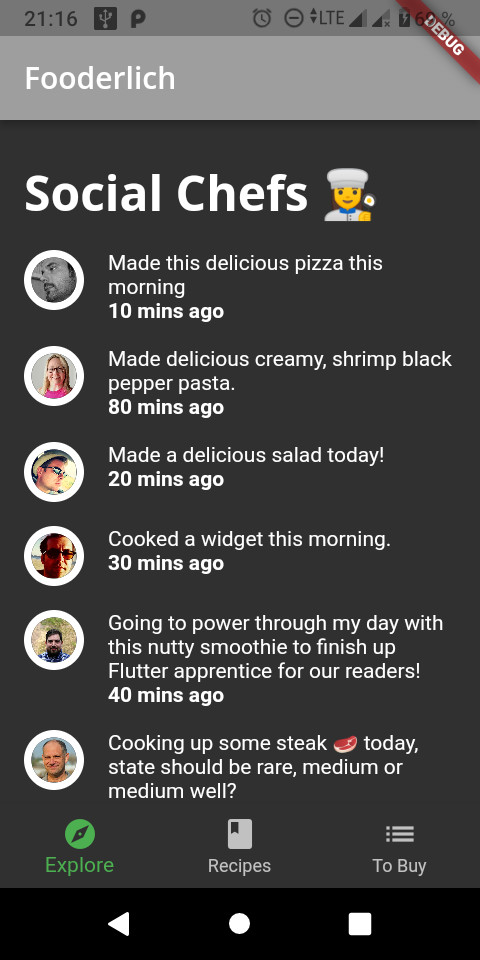 21:16 LTE
DEBUG
Fooderlich
Social Chefs 👩‍🍳
Made this delicious pizza this
morning
10 mins ago
Made delicious creamy, shrimp black
pepper pasta.
80 mins ago
Made a delicious salad today!
20 mins ago
Cooked a widget this morning.
30 mins ago
Going to power through my day with
this nutty smoothie to finish up
Flutter apprentice for our readers!
40 mins ago
Cooking up some steak 🥩 today,
state should be rare, medium or
medium well?
Explore
Recipes
To Buy